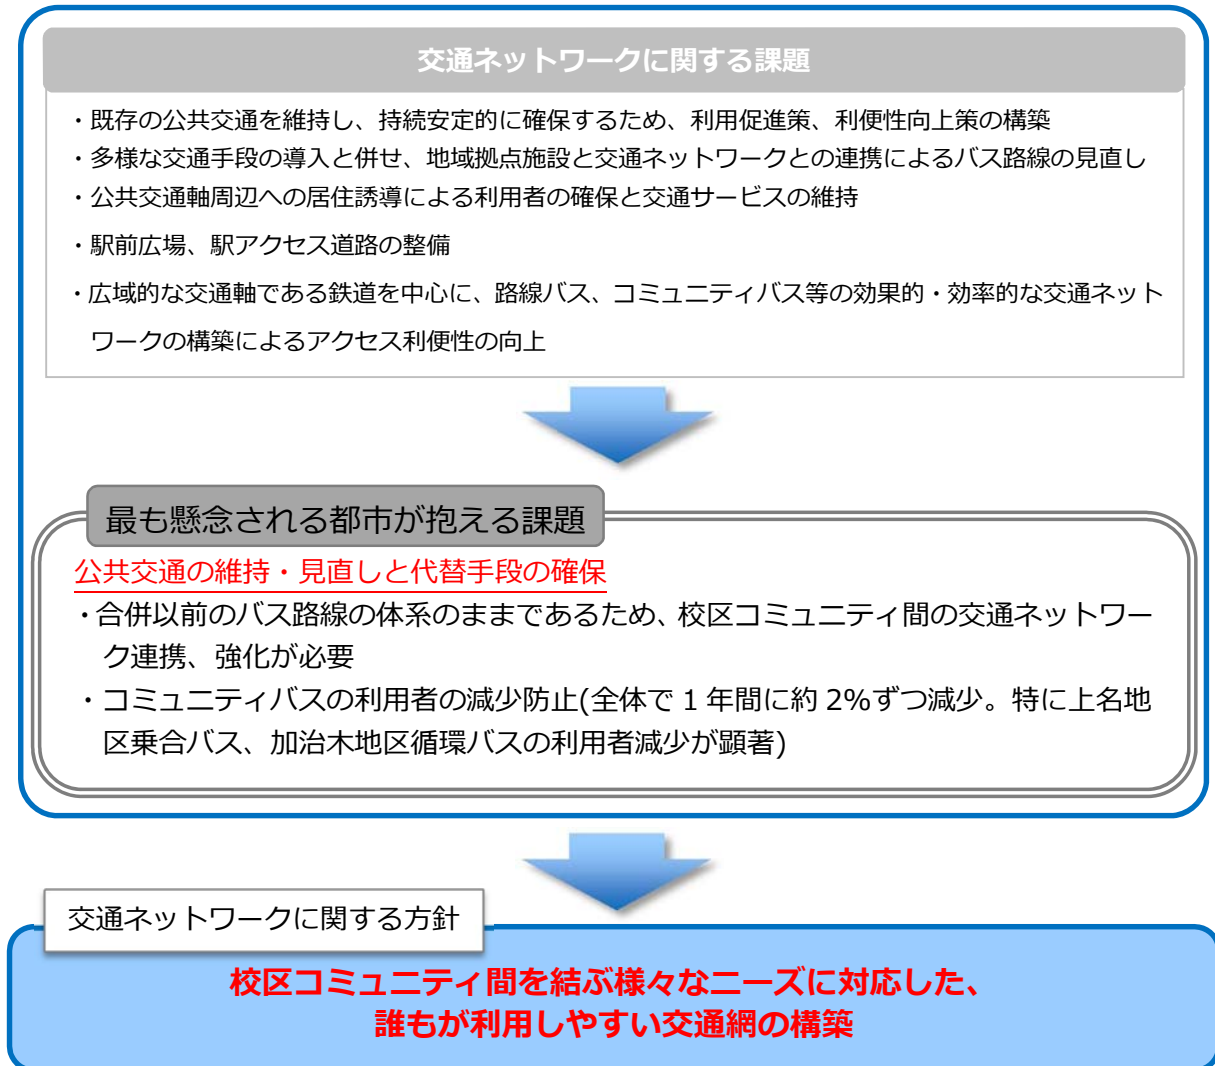 交通ネットワークに関する課題
・既存の公共交通を維持し、持続安定的に確保するため、利用促進策、利便性向上策の構築
・多様な交通手段の導入と併せ、地域拠点施設と交通ネットワークとの連携によるバス路線の見直し
・公共交通軸周辺への居住誘導による利用者の確保と交通サービスの維持
・駅前広場、駅アクセス道路の整備
・広域的な交通軸である鉄道を中心に、路線バス、コミュニティバス等の効果的・効率的な交通ネット
ワークの構築によるアクセス利便性の向上
最も懸念される都市が抱える課題
公共交通の維持・見直しと代替手段の確保
・合併以前のバス路線の体系のままであるため、校区コミュニティ間の交通ネットワー
ク連携、強化が必要
・コミュニティバスの利用者の減少防止(全体で 1 年間に約 2%ずつ減少。特に上名地
区乗合バス、加治木地区循環バスの利用者減少が顕著)
交通ネットワークに関する方針
校区コミュニティ間を結ぶ様々なニーズに対応した、
誰もが利用しやすい交通網の構築